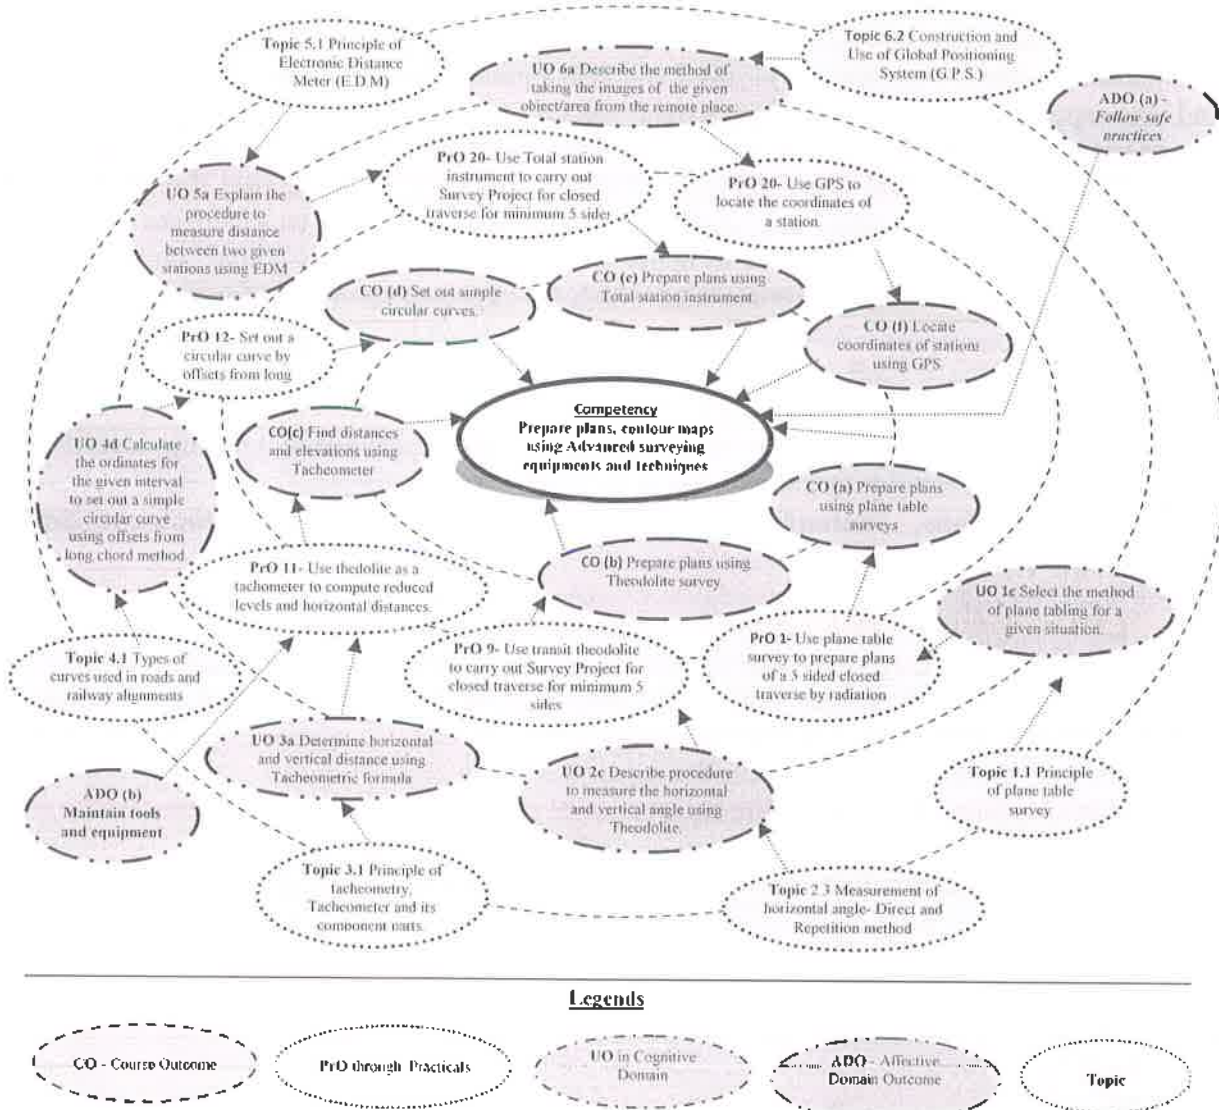 Topic 5.1 Principle of
Electronic Distance
Meter (E.D.M)
Topic 6.2 Construction and
Use of Global Positioning
System (G.P.S.)
UO 6a Describe the method of
taking the images of the given
object/area from the remote place.
ADO (a) -
Follow safe
practices
PrO 20- Use Total station
instrument to carry out
Survey Project for closed
traverse for minimum 5 sides
PrO 20- Use GPS to
locate the coordinates of
a station.
UO 5a Explain the
procedure to
measure distance
between two given
stations using EDM
CO (d) Set out simple
circular curves.
CO (e) Prepare plans using
Total station instrument.
CO (f) Locate
coordinates of stations
using GPS.
PrO 12- Set out a
circular curve by
offsets from long
Competency
Prepare plans, contour maps
using Advanced surveying
equipments and techniques
UO 4d Calculate
the ordinates for
the given interval
to set out a simple
circular curve
using offsets from
long chord method.
CO(c) Find distances
and elevations using
Tacheometer
CO (a) Prepare plans
using plane table
surveys
CO (b) Prepare plans using
Theodolite survey.
PrO 11- Use thedolite as a
tachometer to compute reduced
levels and horizontal distances.
UO 1c Select the method
of plane tabling for a
given situation.
PrO 9- Use transit theodolite
to carry out Survey Project for
closed traverse for minimum 5
sides
PrO 1- Use plane table
survey to prepare plans
of a 5 sided closed
traverse by radiation
Topic 4.1 Types of
curves used in roads and
railway alignments
UO 3a Determine horizontal
and vertical distance using
Tacheometric formula
UO 2c Describe procedure
to measure the horizontal
and vertical angle using
Theodolite.
Topic 1.1 Principle
of plane table
survey
ADO (b)
Maintain tools
and equipment
Topic 3.1 Principle of
tacheometry,
Tacheometer and its
component parts.
Topic 2.3 Measurement of
horizontal angle- Direct and
Repetition method
Legends
CO - Course Outcome
PrO through Practicals
UO in Cognitive
Domain
ADO - Affective
Domain Outcome
Topic